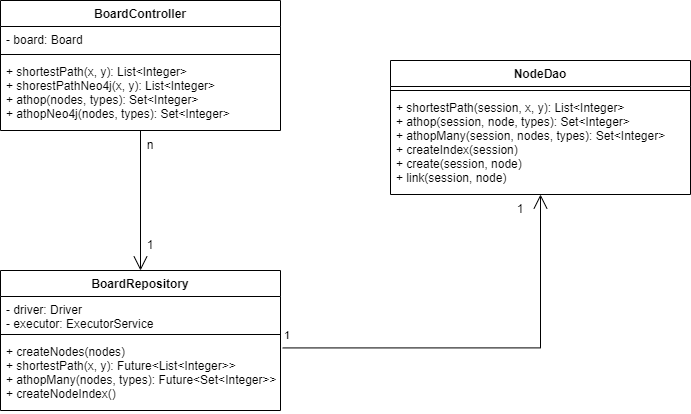 BoardController
- board: Board
+ shortestPath(x, y): List<Integer>
+ shorestPathNeo4j(x, y): List<Integer>
+ athop(nodes, types): Set<Integer>
+ athopNeo4j(nodes, types): Set<Integer>
n
1
NodeDao
+ shortestPath(session, x, y): List<Integer>
+ athop(session, node, types): Set<Integer>
+ athopMany(session, nodes, types): Set<Integer>
+ createIndex(session)
+ create(session, node)
+ link(session, node)
1
BoardRepository
- driver: Driver
- executor: ExecutorService
+ createNodes(nodes)
+ shortestPath(x, y): Future<List<Integer>>
+ athopMany(nodes, types): Future<Set<Integer>>
+ createNodeIndex()
1